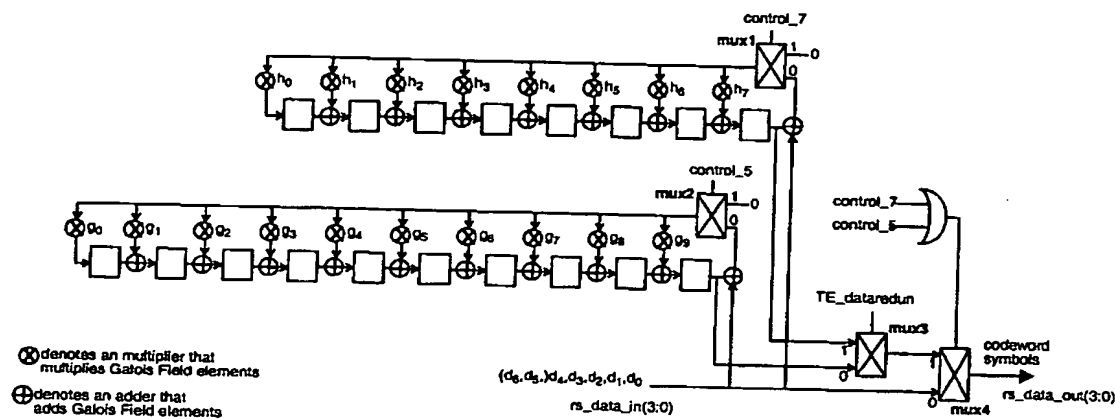 control_7
mux1
1
0
0
h0
h1
h2
h3
h4
h5
h6
h7
control_5
mux2
1
0
0
g0
g1
g2
g3
g4
g5
g6
g7
g8
g9
control_7
control_5
TE_dataredun
mux3
1
0
codeword
symbols
1
0
mux4
rs_data_out(3:0)
{d6,d5,}d4,d3,d2,d1,d0
rs_data_in(3:0)
⊗ denotes an multiplier that
multiplies Galois Field elements
⊕ denotes an adder that
adds Galois Field elements